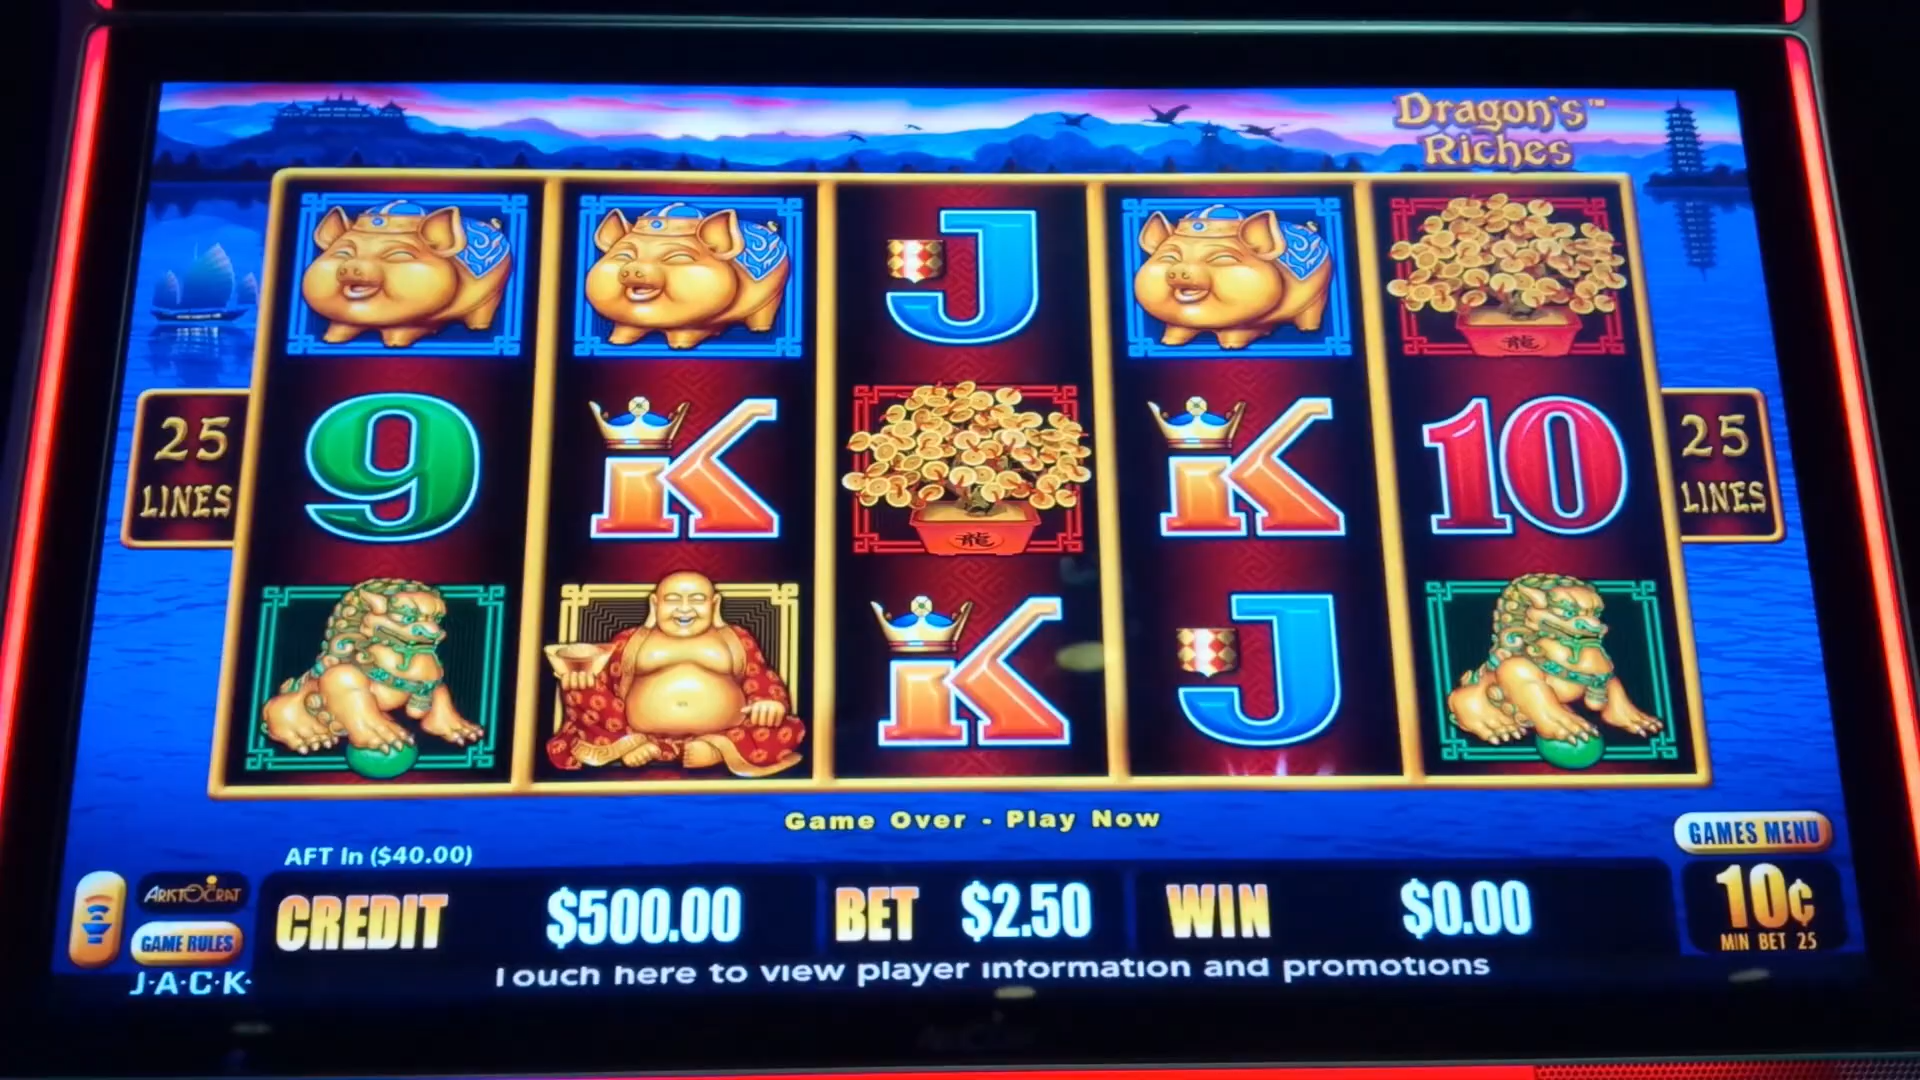 Dragon's™
Riches
J
龍
25
LINES
9
K
龍
K
10
25
LINES
K
J
Game Over - Play Now
GAMES MENU
AFT In ($40.00)
ARISTOCRAT
CREDIT $500.00 BET $2.50 WIN $0.00
10¢
MIN BET 25
GAME RULES
J·A·C·K·
Touch here to view player information and promotions